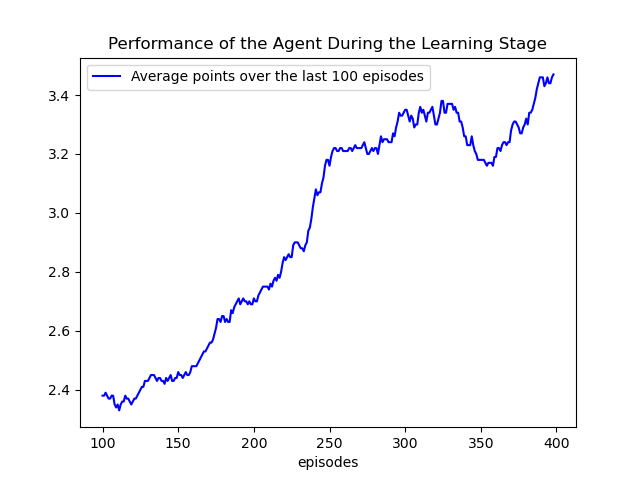 Performance of the Agent During the Learning Stage
Average points over the last 100 episodes
3.4
3.2
3.0
2.8
2.6
2.4
100 150 200 250 300 350 400
episodes